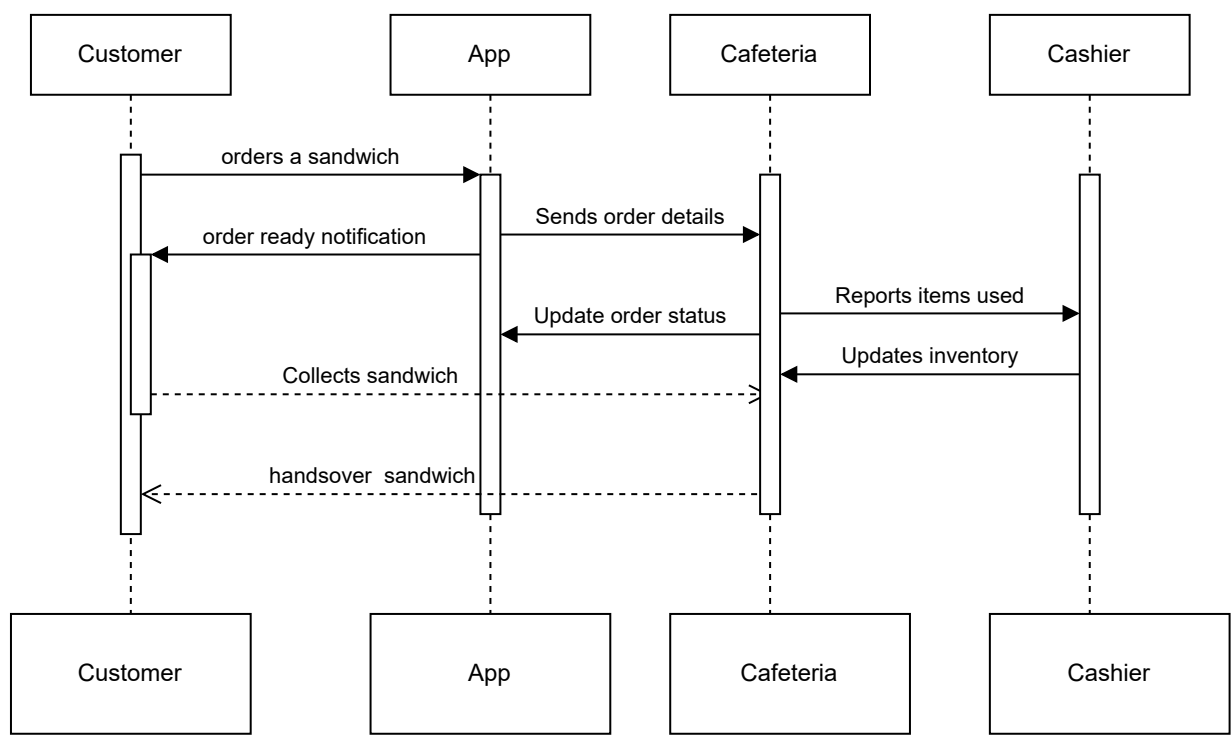 Customer
App
Cafeteria
Cashier
orders a sandwich
Sends order details
order ready notification
Reports items used
Update order status
Updates inventory
Collects sandwich
handsover  sandwich
Customer
App
Cafeteria
Cashier